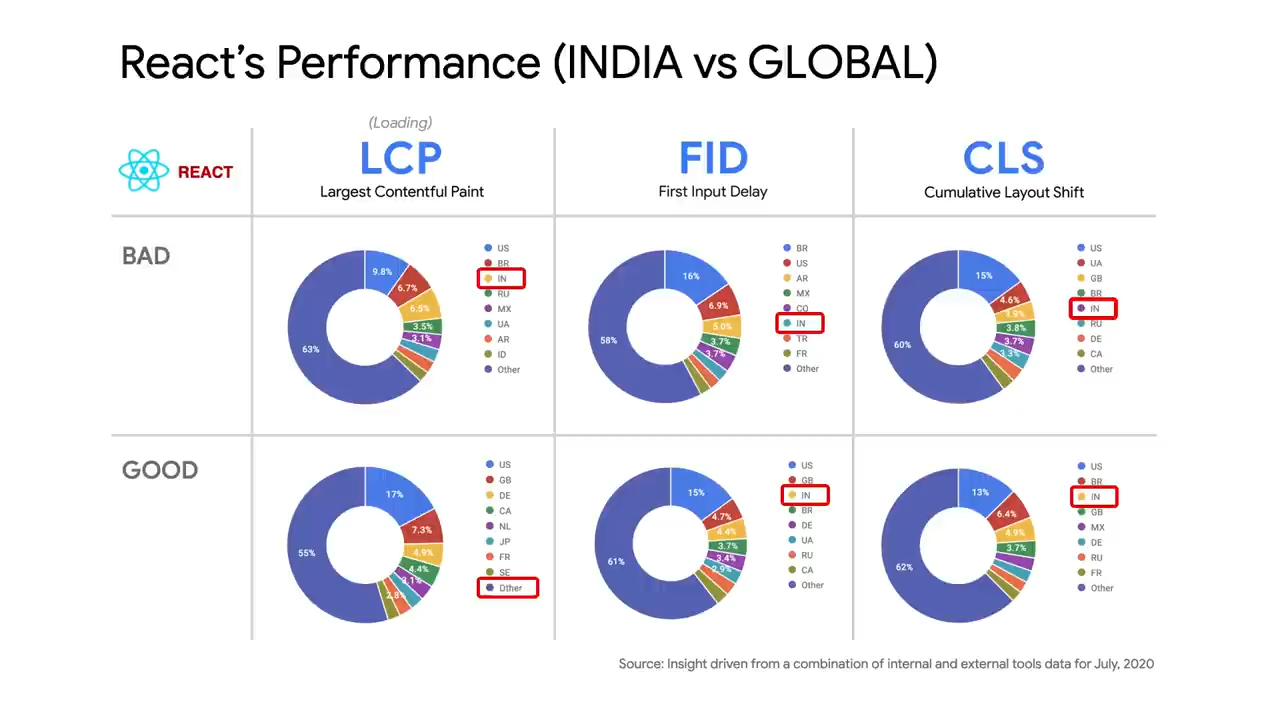 React's Performance (INDIA vs GLOBAL)
(Loading)
REACT
LCP
Largest Contentful Paint
FID
First Input Delay
CLS
Cumulative Layout Shift
BAD
9.8%
6.7%
6.5%
3.5%
3.1%
63%
US
BR
IN
RU
MX
UA
AR
ID
Other
16%
6.9%
5.0%
3.7%
3.7%
58%
BR
US
AR
MX
CO
IN
TR
FR
Other
15%
4.6%
3.9%
3.8%
3.7%
3.3%
60%
US
UA
GB
BR
IN
RU
DE
CA
Other
GOOD
17%
7.3%
4.9%
4.4%
3.1%
2.8%
55%
US
GB
DE
CA
NL
JP
FR
SE
Other
15%
4.7%
4.4%
3.7%
3.4%
2.9%
61%
US
GB
IN
BR
DE
UA
RU
CA
Other
13%
6.4%
4.9%
3.7%
62%
US
BR
IN
GB
MX
DE
RU
FR
Other
Source: Insight driven from a combination of internal and external tools data for July, 2020